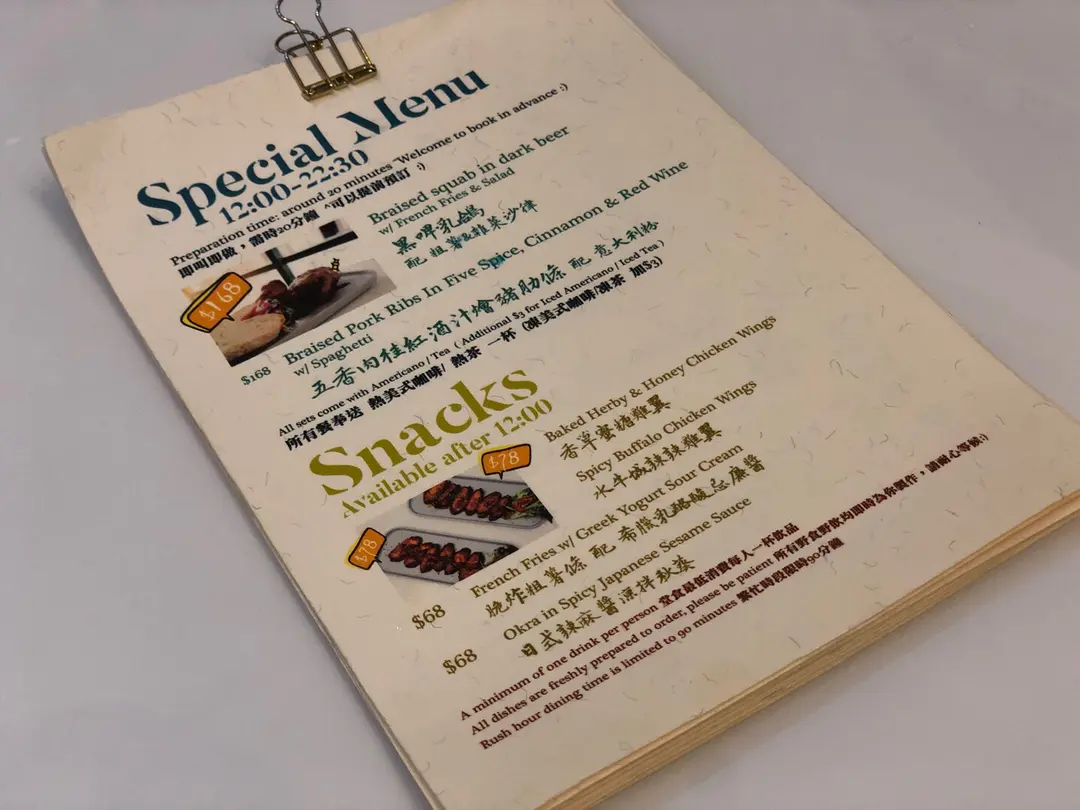 Special Menu
12:00-22:30
Preparation time: around 20 minutes ~Welcome to book in advance :)
即叫即做，需時20分鐘 ^可以提前預訂 :)
$168
Braised squab in dark beer
w/ French Fries & Salad
黑啤乳鴿
配 粗薯&雜菜沙律
$168
Braised Pork Ribs In Five Spice, Cinnamon & Red Wine
w/ Spaghetti
五香肉桂紅酒汁燴豬肋條 配 意大利粉
All sets come with Americano / Tea ( Additional $3 for Iced Americano / Iced Tea )
所有餐奉送 熱美式咖啡/ 熱茶 一杯 (凍美式咖啡/凍茶 加$3)
Snacks
Available after 12:00
$78
Baked Herby & Honey Chicken Wings
香草蜜糖雞翼
$78
Spicy Buffalo Chicken Wings
水牛城辣辣雞翼
$68
French Fries w/ Greek Yogurt Sour Cream
脆炸粗薯條 配 希臘乳酪酸忌廉醬
$68
Okra in Spicy Japanese Sesame Sauce
日式辣麻醬涼拌秋葵
A minimum of one drink per person 堂食最低消費每人一杯飲品
All dishes are freshly prepared to order, please be patient 所有野食野飲均即時為你製作，請耐心等候:)
Rush hour dining time is limited to 90 minutes 繁忙時段限時90分鐘